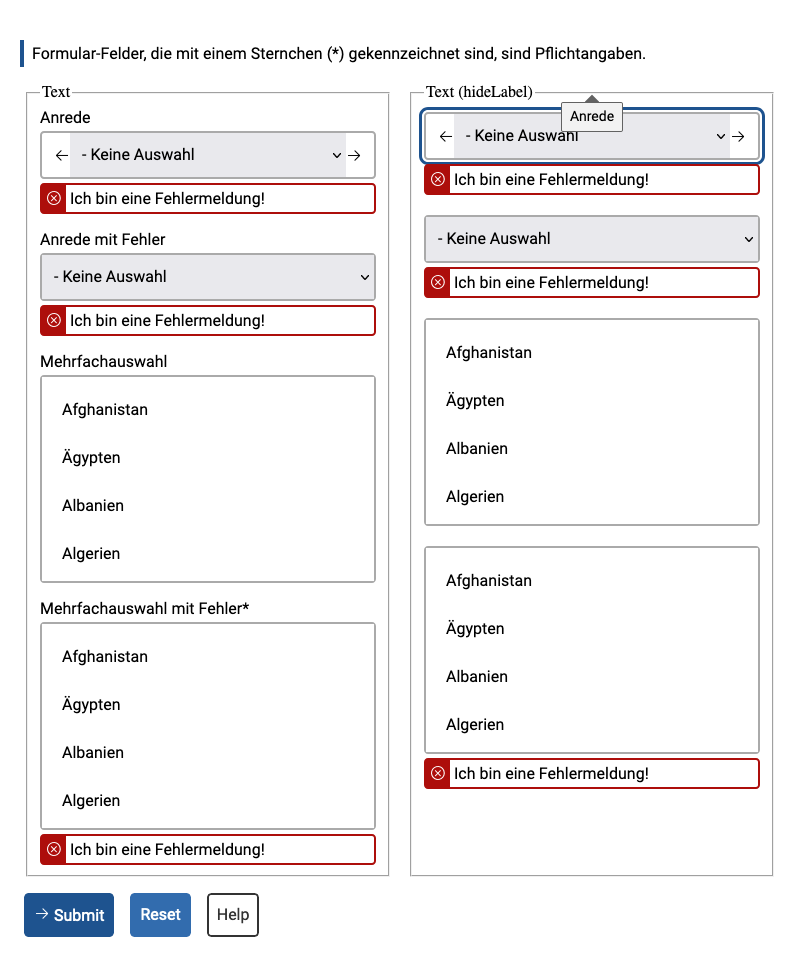 Formular-Felder, die mit einem Sternchen (*) gekennzeichnet sind, sind Pflichtangaben.
Text
Anrede
- Keine Auswahl
Ich bin eine Fehlermeldung!
Anrede mit Fehler
- Keine Auswahl
Ich bin eine Fehlermeldung!
Mehrfachauswahl
Afghanistan
Ägypten
Albanien
Algerien
Mehrfachauswahl mit Fehler*
Afghanistan
Ägypten
Albanien
Algerien
Ich bin eine Fehlermeldung!
Text (hideLabel)
Anrede
- Keine Auswahl
Ich bin eine Fehlermeldung!
- Keine Auswahl
Ich bin eine Fehlermeldung!
Afghanistan
Ägypten
Albanien
Algerien
Afghanistan
Ägypten
Albanien
Algerien
Ich bin eine Fehlermeldung!
→ Submit
Reset
Help